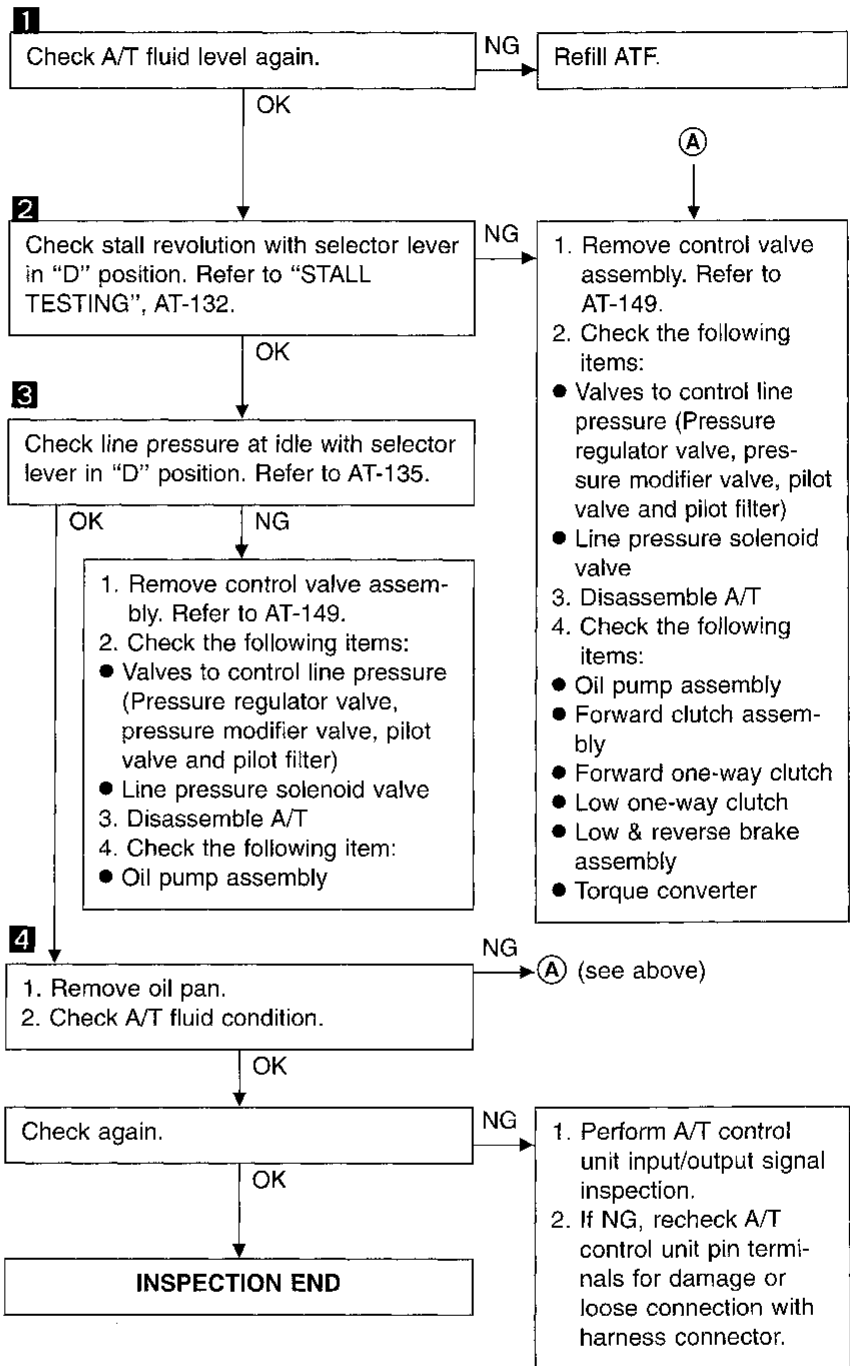 1
Check A/T fluid level again.
NG
Refill ATF.
OK
A
2
Check stall revolution with selector lever
in "D" position. Refer to "STALL
TESTING", AT-132.
NG
1. Remove control valve
assembly. Refer to
AT-149.
2. Check the following
items:
● Valves to control line
pressure (Pressure
regulator valve, pres-
sure modifier valve, pilot
valve and pilot filter)
● Line pressure solenoid
valve
3. Disassemble A/T
4. Check the following
items:
● Oil pump assembly
● Forward clutch assem-
bly
● Forward one-way clutch
● Low one-way clutch
● Low & reverse brake
assembly
● Torque converter
OK
3
Check line pressure at idle with selector
lever in "D" position. Refer to AT-135.
OK
NG
1. Remove control valve assem-
bly. Refer to AT-149.
2. Check the following items:
● Valves to control line pressure
(Pressure regulator valve,
pressure modifier valve, pilot
valve and pilot filter)
● Line pressure solenoid valve
3. Disassemble A/T
4. Check the following item:
● Oil pump assembly
4
1. Remove oil pan.
2. Check A/T fluid condition.
NG
A (see above)
OK
Check again.
NG
1. Perform A/T control
unit input/output signal
inspection.
2. If NG, recheck A/T
control unit pin termi-
nals for damage or
loose connection with
harness connector.
OK
INSPECTION END